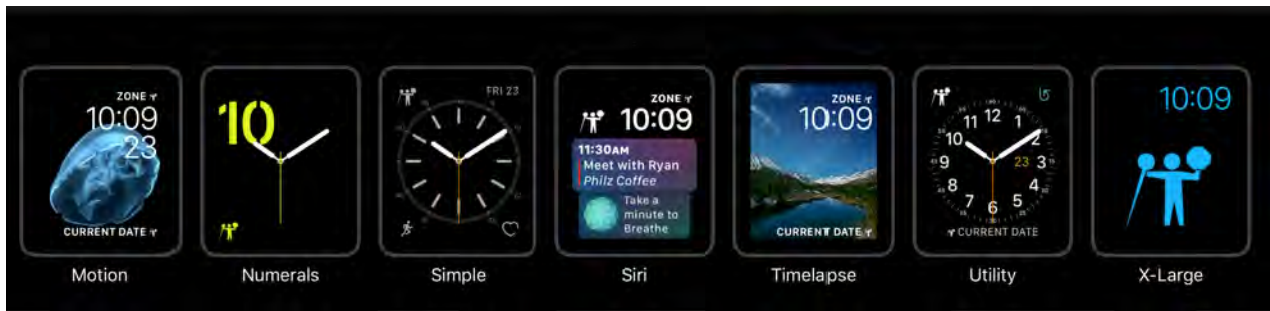 ZONE
10:09
23
CURRENT DATE
Motion
10
Numerals
FRI 23
Simple
ZONE
10:09
11:30AM
Meet with Ryan
Philz Coffee
Take a
minute to
Breathe
Siri
ZONE
10:09
CURRENT DATE
Timelapse
11 12 1
10 2
9 23 3
8 4
7 6 5
CURRENT DATE
Utility
10:09
X-Large